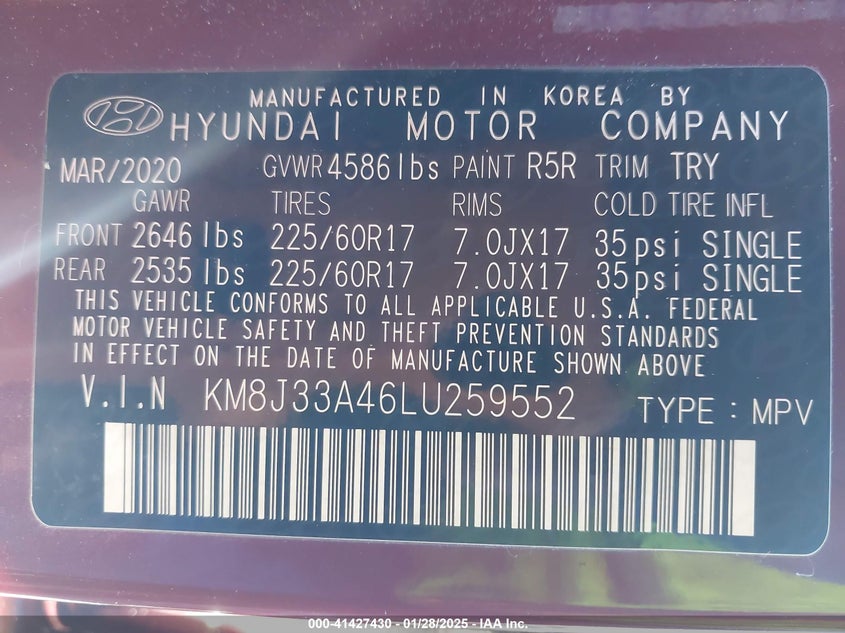 MANUFACTURED IN KOREA BY
HYUNDAI MOTOR COMPANY
MAR/2020 GVWR 4586 lbs PAINT R5R TRIM TRY
GAWR TIRES RIMS COLD TIRE INFL
FRONT 2646 lbs 225/60R17 7.0JX17 35psi SINGLE
REAR 2535 lbs 225/60R17 7.0JX17 35psi SINGLE
THIS VEHICLE CONFORMS TO ALL APPLICABLE U.S.A. FEDERAL
MOTOR VEHICLE SAFETY AND THEFT PREVENTION STANDARDS
IN EFFECT ON THE DATE OF MANUFACTURE SHOWN ABOVE
V.I.N KM8J33A46LU259552 TYPE : MPV
000-41427430 - 01/28/2025 - IAA Inc.